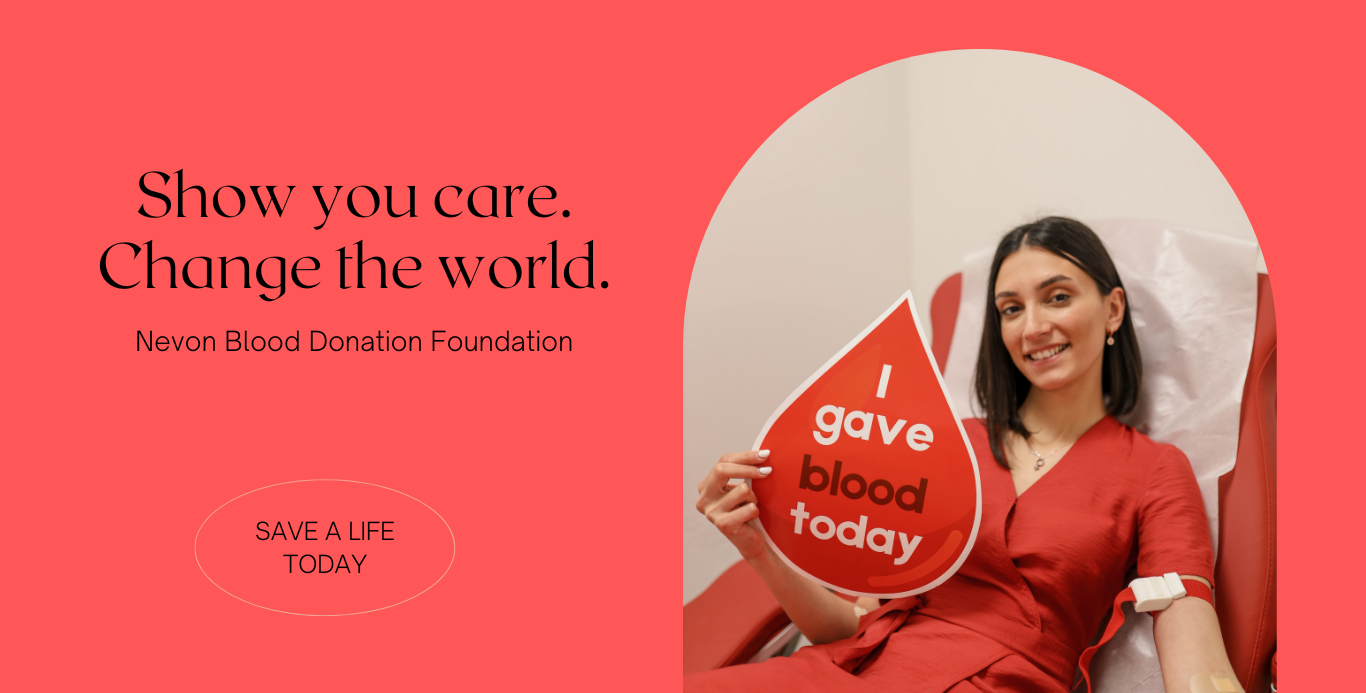 Show you care.
Change the world.
Nevon Blood Donation Foundation
SAVE A LIFE
TODAY
I
gave
blood
today